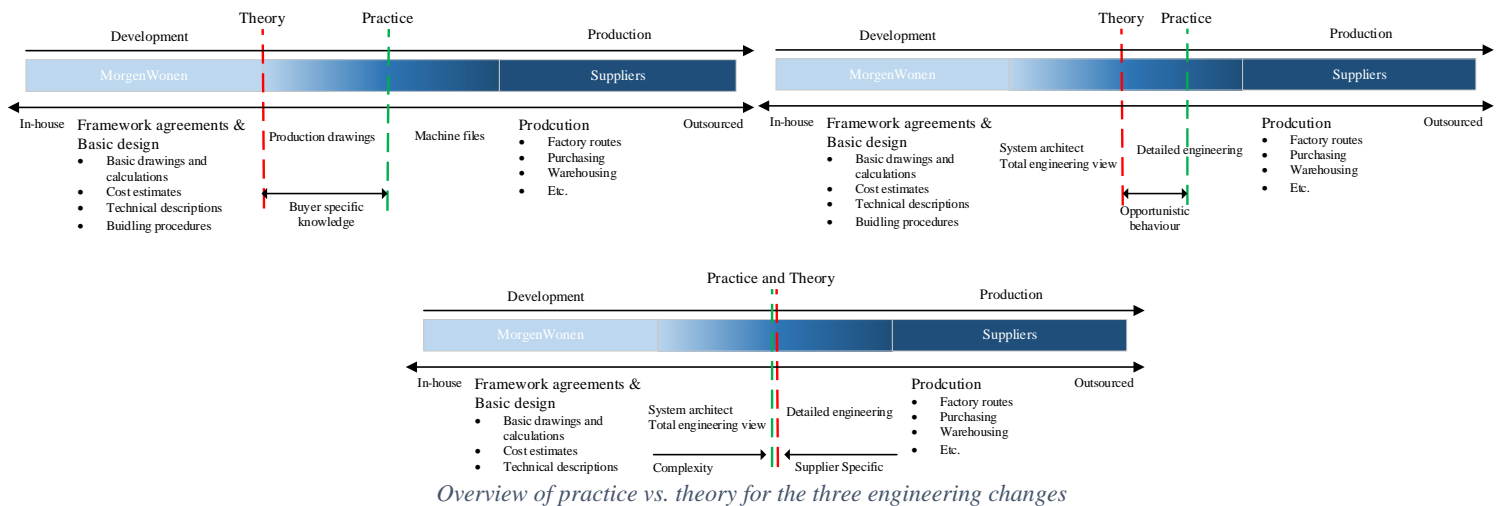 Theory Practice
Development Production
MorgenWonen Suppliers
In-house Outsourced
Framework agreements &
Basic design
• Basic drawings and
calculations
• Cost estimates
• Technical descriptions
• Buidling procedures
Production drawings
Machine files
Buyer specific
knowledge
Prodcution
• Factory routes
• Purchasing
• Warehousing
• Etc.
Theory Practice
Development Production
MorgenWonen Suppliers
In-house Outsourced
Framework agreements &
Basic design
• Basic drawings and
calculations
• Cost estimates
• Technical descriptions
• Buidling procedures
System architect
Total engineering view
Detailed engineering
Opportunistic
behaviour
Prodcution
• Factory routes
• Purchasing
• Warehousing
• Etc.
Practice and Theory
Development Production
MorgenWonen Suppliers
In-house Outsourced
Framework agreements &
Basic design
• Basic drawings and
calculations
• Cost estimates
• Technical descriptions
System architect
Total engineering view
Complexity
Detailed engineering
Supplier Specific
Prodcution
• Factory routes
• Purchasing
• Warehousing
• Etc.
Overview of practice vs. theory for the three engineering changes